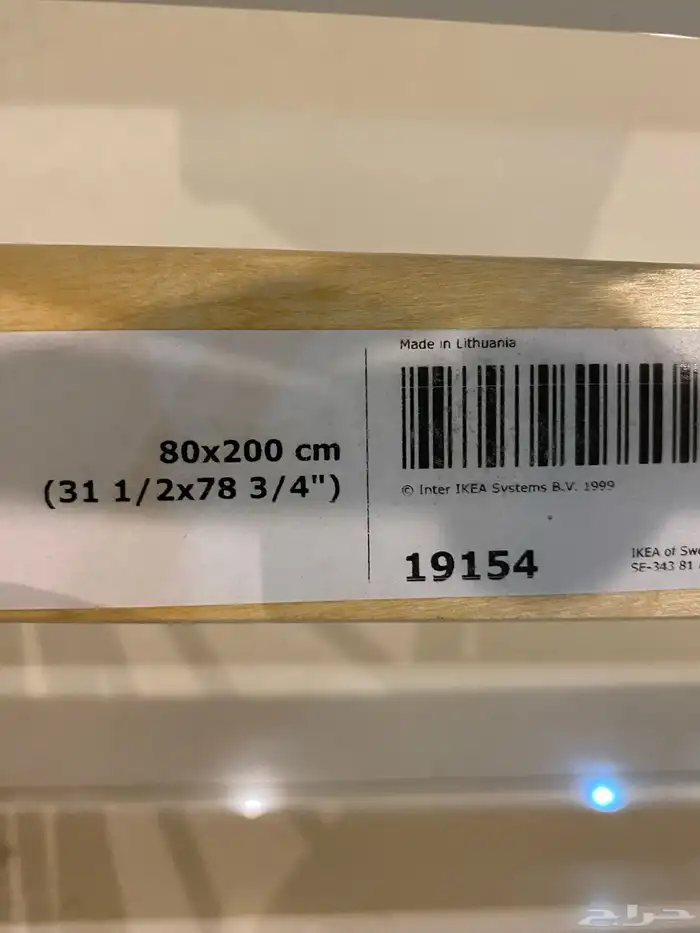 80x200 cm
(31 1/2x78 3/4")
Made in Lithuania
© Inter IKEA Systems B.V. 1999
19154
IKEA of
SE-343 81
حراج